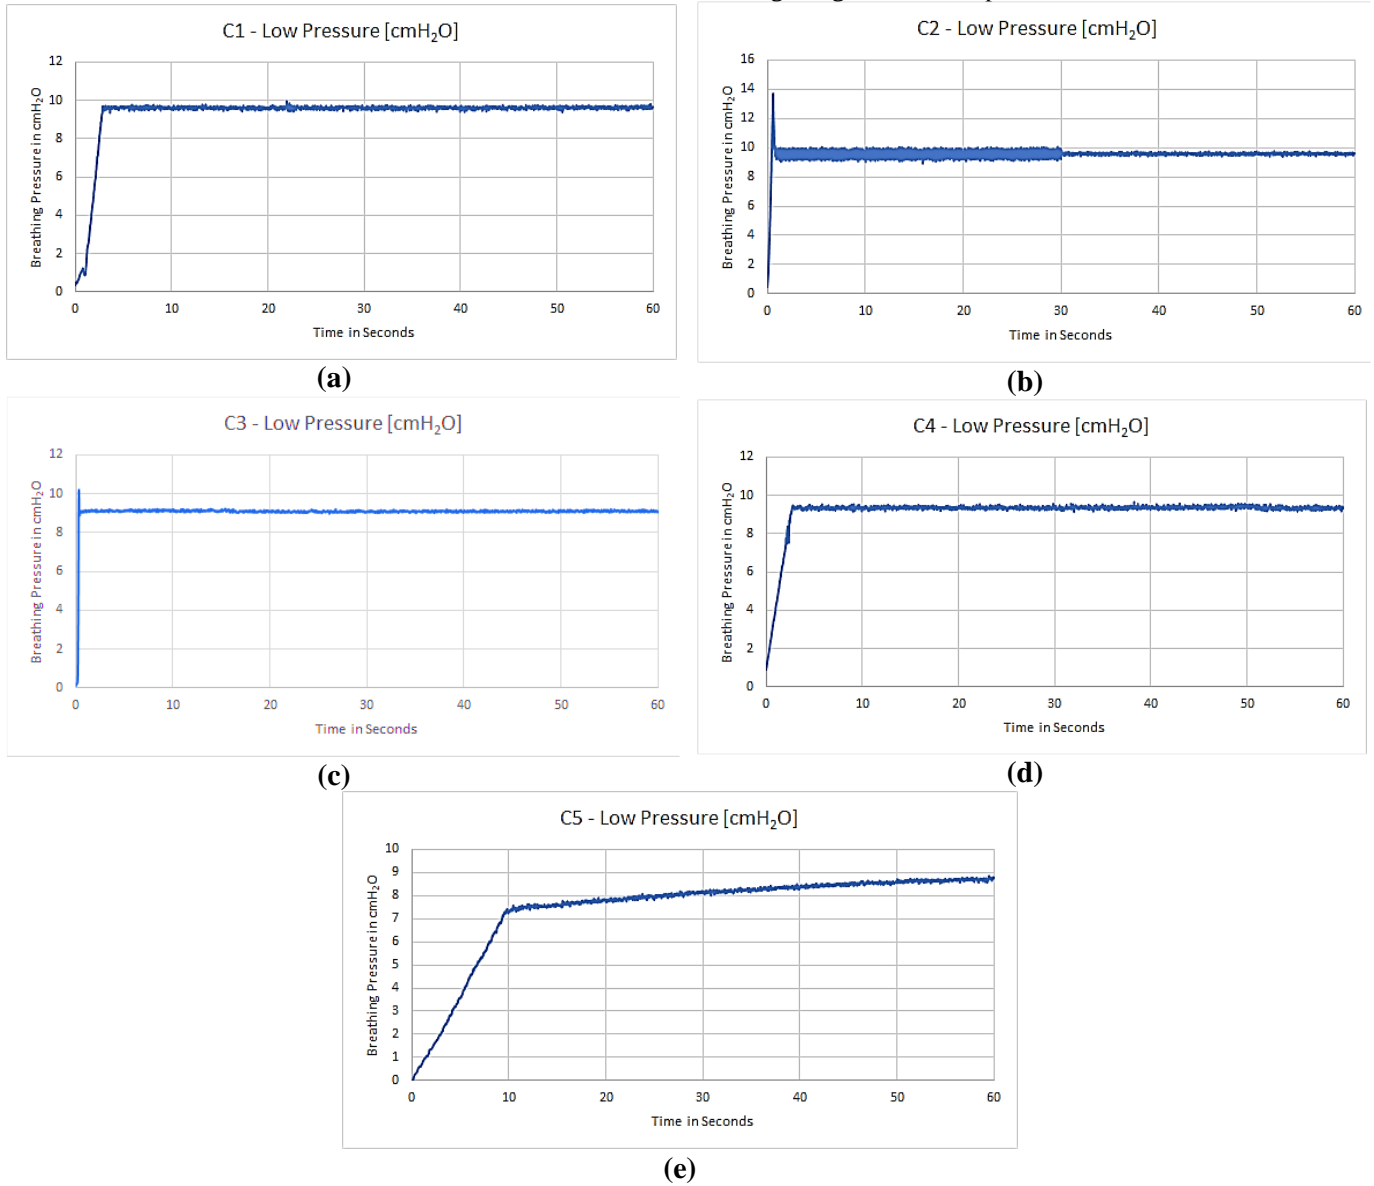 C1 - Low Pressure [cmH₂O]
Breathing Pressure in cmH₂O
12
10
8
6
4
2
0
0 10 20 30 40 50 60
Time in Seconds
(a)
C2 - Low Pressure [cmH₂O]
Breathing Pressure in cmH₂O
16
14
12
10
8
6
4
2
0
0 10 20 30 40 50 60
Time in Seconds
(b)
C3 - Low Pressure [cmH₂O]
Breathing Pressure in cmH₂O
12
10
8
6
4
2
0
0 10 20 30 40 50 60
Time in Seconds
(c)
C4 - Low Pressure [cmH₂O]
Breathing Pressure in cmH₂O
12
10
8
6
4
2
0
0 10 20 30 40 50 60
Time in Seconds
(d)
C5 - Low Pressure [cmH₂O]
Breathing Pressure in cmH₂O
10
9
8
7
6
5
4
3
2
1
0
0 10 20 30 40 50 60
Time in Seconds
(e)